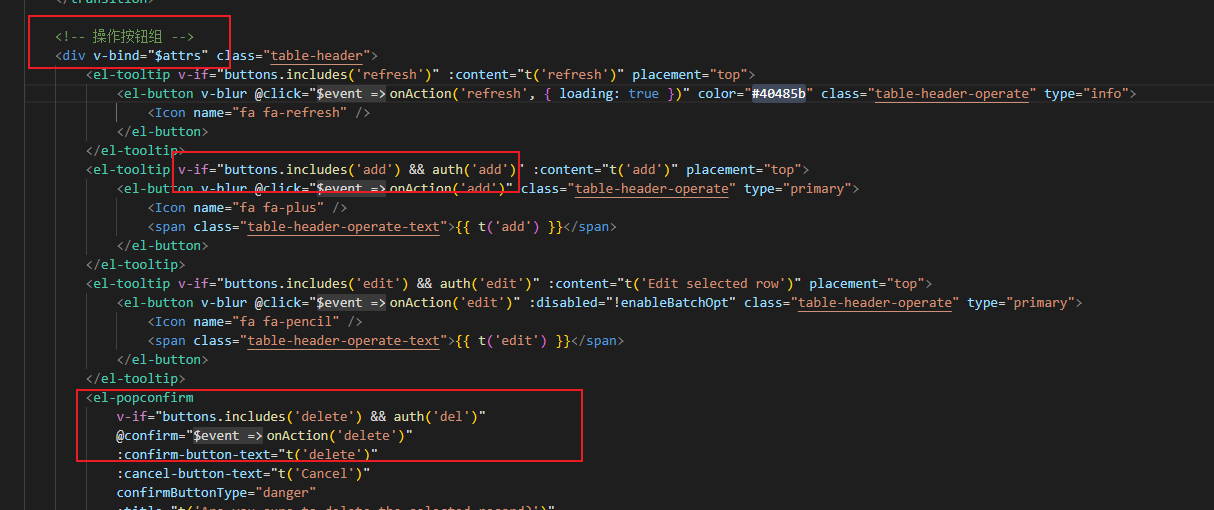 </transition>
<!-- 操作按钮组 -->
<div v-bind="$attrs" class="table-header">
<el-tooltip v-if="buttons.includes('refresh')" :content="t('refresh')" placement="top">
<el-button v-blur @click="$event => onAction('refresh', { loading: true })" color="#40485b" class="table-header-operate" type="info">
<Icon name="fa fa-refresh" />
</el-button>
</el-tooltip>
<el-tooltip v-if="buttons.includes('add') && auth('add')" :content="t('add')" placement="top">
<el-button v-blur @click="$event => onAction('add')" class="table-header-operate" type="primary">
<Icon name="fa fa-plus" />
<span class="table-header-operate-text">{{ t('add') }}</span>
</el-button>
</el-tooltip>
<el-tooltip v-if="buttons.includes('edit') && auth('edit')" :content="t('Edit selected row')" placement="top">
<el-button v-blur @click="$event => onAction('edit')" :disabled="!enableBatchOpt" class="table-header-operate" type="primary">
<Icon name="fa fa-pencil" />
<span class="table-header-operate-text">{{ t('edit') }}</span>
</el-button>
</el-tooltip>
<el-popconfirm
v-if="buttons.includes('delete') && auth('del')"
@confirm="$event => onAction('delete')"
:confirm-button-text="t('delete')"
:cancel-button-text="t('Cancel')"
confirmButtonType="danger"
:title="t('Are you sure to delete the selected record?')"